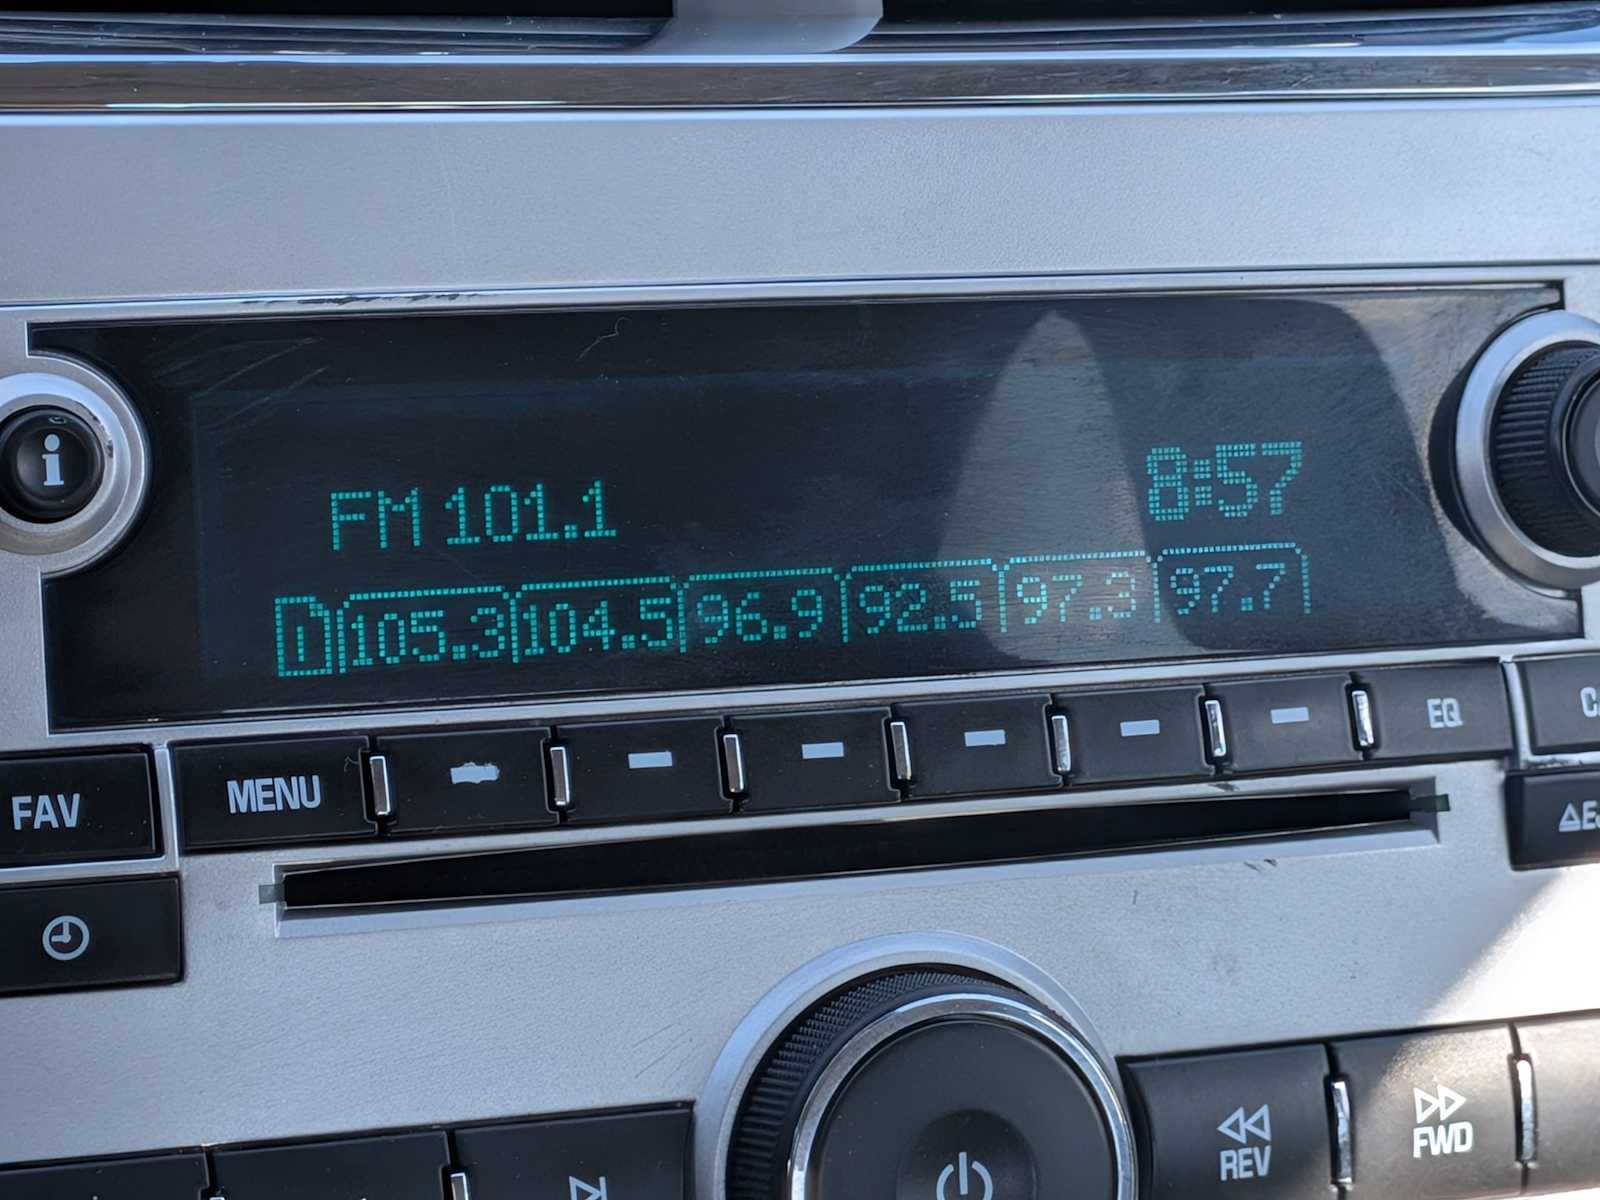 8:57
FM 101.1
1 105.3 104.5 96.9 92.5 97.3 97.7
i
FAV MENU EQ
REV FWD